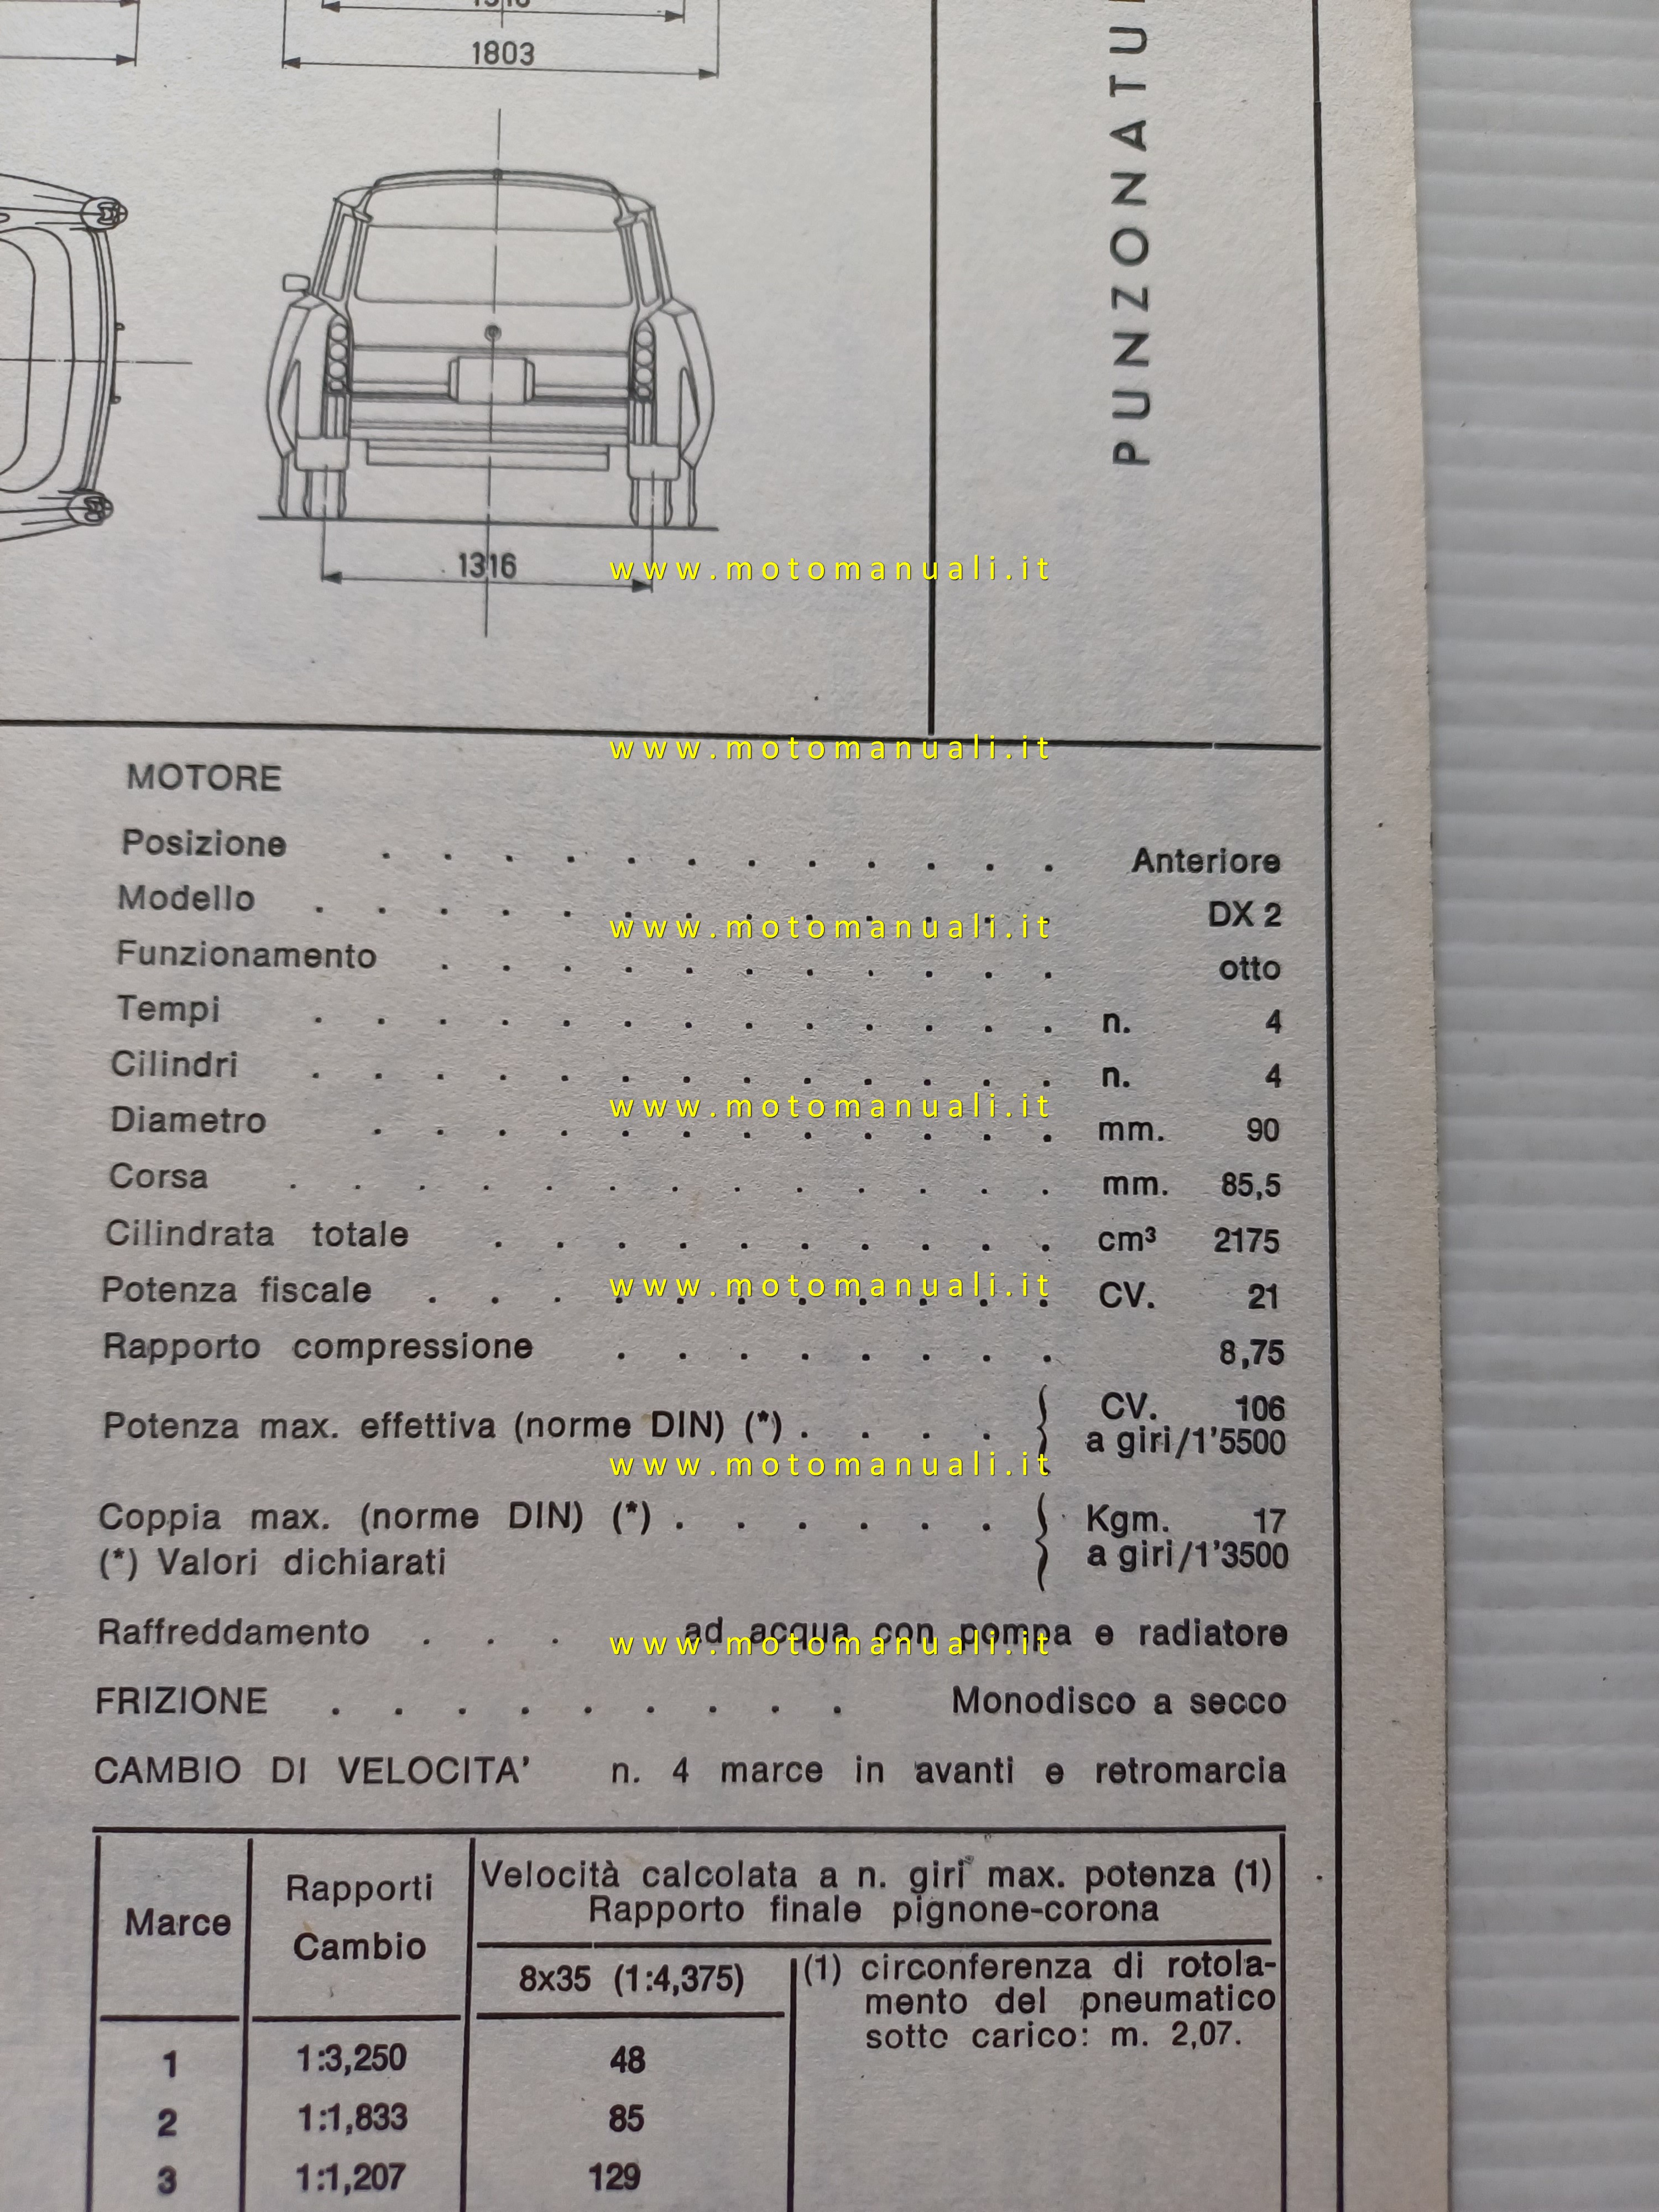 1803
PUNZONATU
1316
www.motomanuali.it
www.motomanuali.it
MOTORE
Posizione . . . . . . . . . . . . Anteriore
Modello . . . . . . . . . . . . . DX 2
www.motomanuali.it
Funzionamento . . . . . . . . . . . otto
Tempi . . . . . . . . . . . . . n. 4
Cilindri . . . . . . . . . . . . . n. 4
www.motomanuali.it
Diametro . . . . . . . . . . . . mm. 90
Corsa . . . . . . . . . . . . . mm. 85,5
Cilindrata totale . . . . . . . . . . cm³ 2175
www.motomanuali.it
Potenza fiscale . . . . . . . . . . . CV. 21
Rapporto compressione . . . . . . . . 8,75
Potenza max. effettiva (norme DIN) (*) . . . . { CV. 106
a giri/1'5500
www.motomanuali.it
Coppia max. (norme DIN) (*) . . . . . . { Kgm. 17
(*) Valori dichiarati a giri/1'3500
Raffreddamento . . . ad acqua con pompa e radiatore
www.motomanuali.it
FRIZIONE . . . . . . . . . Monodisco a secco
CAMBIO DI VELOCITA' n. 4 marce in avanti e retromarcia
Marce
Rapporti
Cambio
Velocità calcolata a n. giri max. potenza (1)
Rapporto finale pignone-corona
8x35 (1:4,375)
(1) circonferenza di rotola-
mento del pneumatico
sotto carico: m. 2,07.
1 1:3,250 48
2 1:1,833 85
3 1:1,207 129